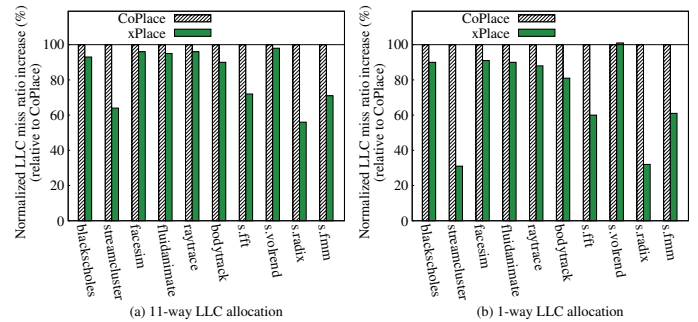 Normalized LLC miss ratio increase (%)
(relative to CoPlace)
CoPlace
xPlace
100
80
60
40
20
0
blackscholes
streamcluster
facesim
fluidanimate
raytrace
bodytrack
s.fft
s.volrend
s.radix
s.fmm
(a) 11-way LLC allocation
Normalized LLC miss ratio increase (%)
(relative to CoPlace)
CoPlace
xPlace
100
80
60
40
20
0
blackscholes
streamcluster
facesim
fluidanimate
raytrace
bodytrack
s.fft
s.volrend
s.radix
s.fmm
(b) 1-way LLC allocation